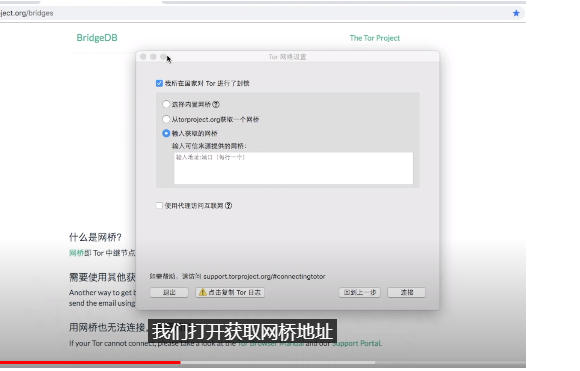 ject.org/bridges
BridgeDB
The Tor Project
Tor 网络设置
我所在国家对 Tor 进行了封锁
选择内置网桥
从torproject.org获取一个网桥
输入获取的网桥
输入可信来源提供的网桥:
输入地址:端口（每行一个）
使用代理访问互联网
什么是网桥?
网桥即 Tor 中继节点
如要帮助，请访问 support.torproject.org/#connectingtotor
需要使用其他获
Another way to get b
send the email using
退出
点击复制 Tor 日志
回到上一步
连接
用网桥也无法连接
If your Tor cannot connect, please take a look at the Tor Browser Manual and our Support Portal.
我们打开获取网桥地址